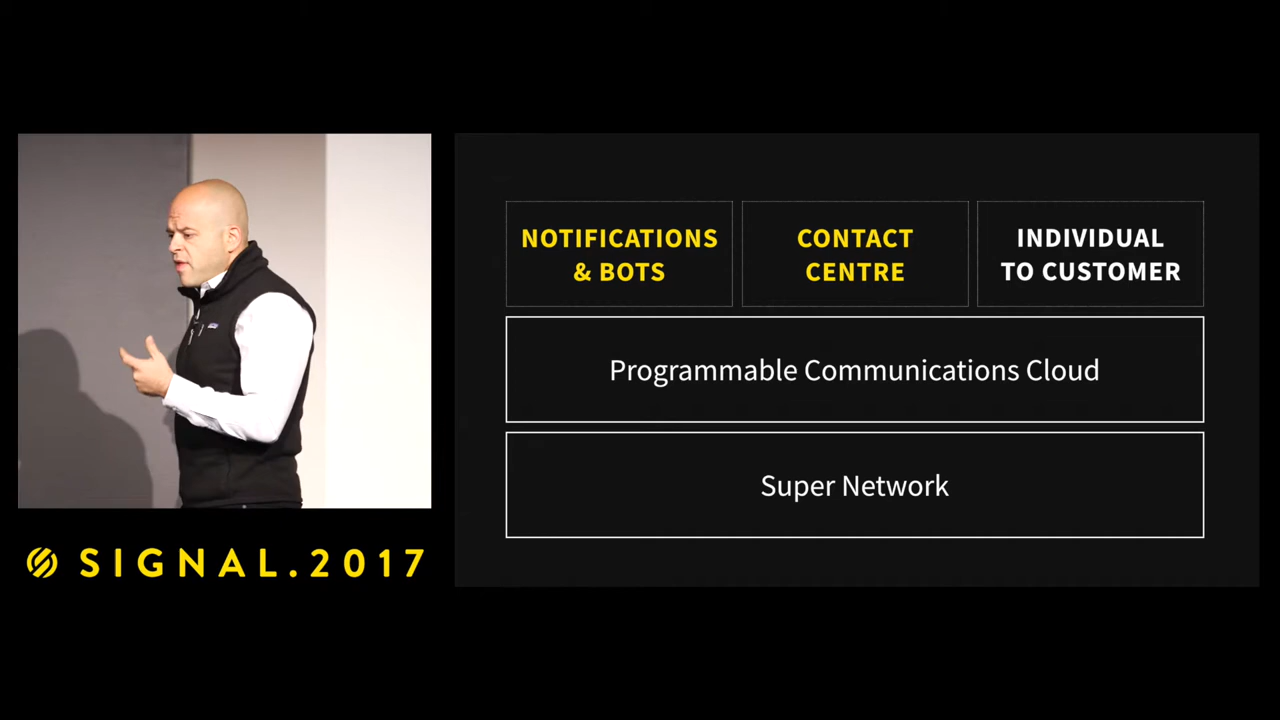 NOTIFICATIONS
& BOTS
CONTACT
CENTRE
INDIVIDUAL
TO CUSTOMER
Programmable Communications Cloud
Super Network
SIGNAL.2017